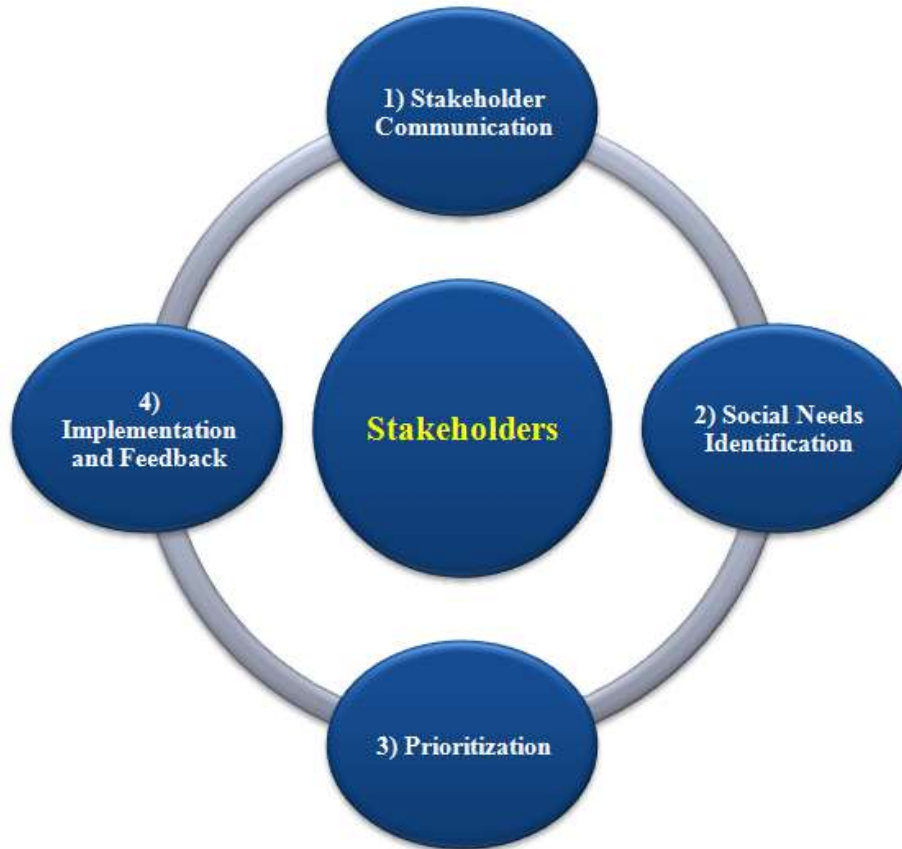 1) Stakeholder
Communication
2) Social Needs
Identification
3) Prioritization
4)
Implementation
and Feedback
Stakeholders